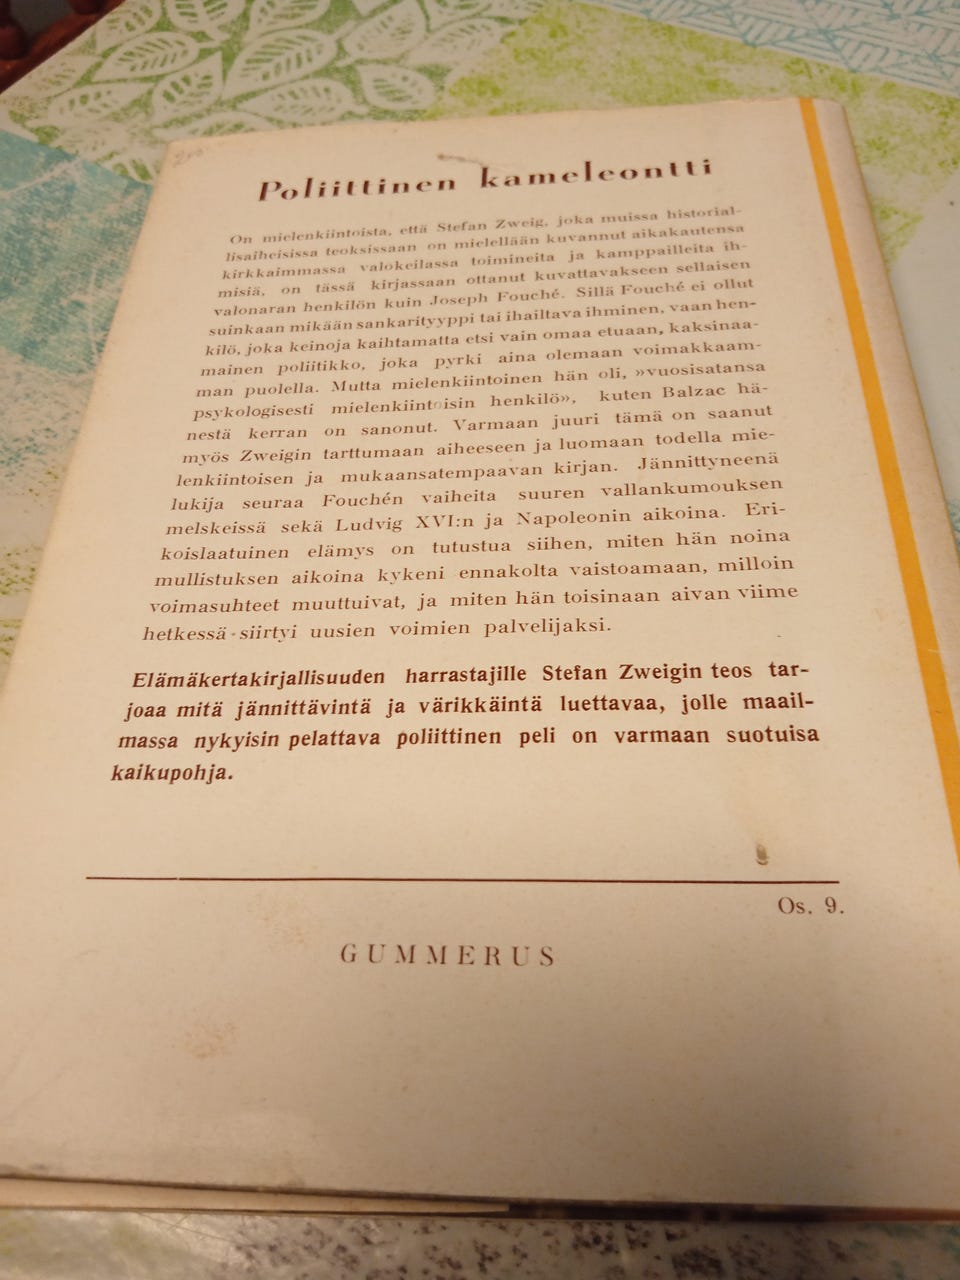 Poliittinen kameleontti
On mielenkiintoista, että Stefan Zweig, joka muissa historial-
lisaiheisissa teoksissaan on mielellään kuvannut aikakautensa
kirkkaimmassa valokeilassa toimineita ja kamppailleita ih-
misiä, on tässä kirjassaan ottanut kuvattavakseen sellaisen
valonaran henkilön kuin Joseph Fouché. Sillä Fouché ei ollut
suinkaan mikään sankarityyppi tai ihailtava ihminen, vaan hen-
kilö, joka keinoja kaihtamatta etsi vain omaa etuaan, kaksinaa-
mainen poliitikko, joka pyrki aina olemaan voimakkaam-
man puolella. Mutta mielenkiintoinen hän oli, »vuosisatansa
psykologisesti mielenkiintoisin henkilö», kuten Balzac hä-
nestä kerran on sanonut. Varmaan juuri tämä on saanut
myös Zweigin tarttumaan aiheeseen ja luomaan todella mie-
lenkiintoisen ja mukaansatempaavan kirjan. Jännittyneenä
lukija seuraa Fouchén vaiheita suuren vallankumouksen
melskeissä sekä Ludvig XVI:n ja Napoleonin aikoina. Eri-
koislaatuinen elämys on tutustua siihen, miten hän noina
mullistuksen aikoina kykeni ennakolta vaistoamaan, milloin
voimasuhteet muuttuivat, ja miten hän toisinaan aivan viime
hetkessä siirtyi uusien voimien palvelijaksi.
Elämäkertakirjallisuuden harrastajille Stefan Zweigin teos tar-
joaa mitä jännittävintä ja värikkäintä luettavaa, jolle maail-
massa nykyisin pelattava poliittinen peli on varmaan suotuisa
kaikupohja.
Os. 9.
GUMMERUS